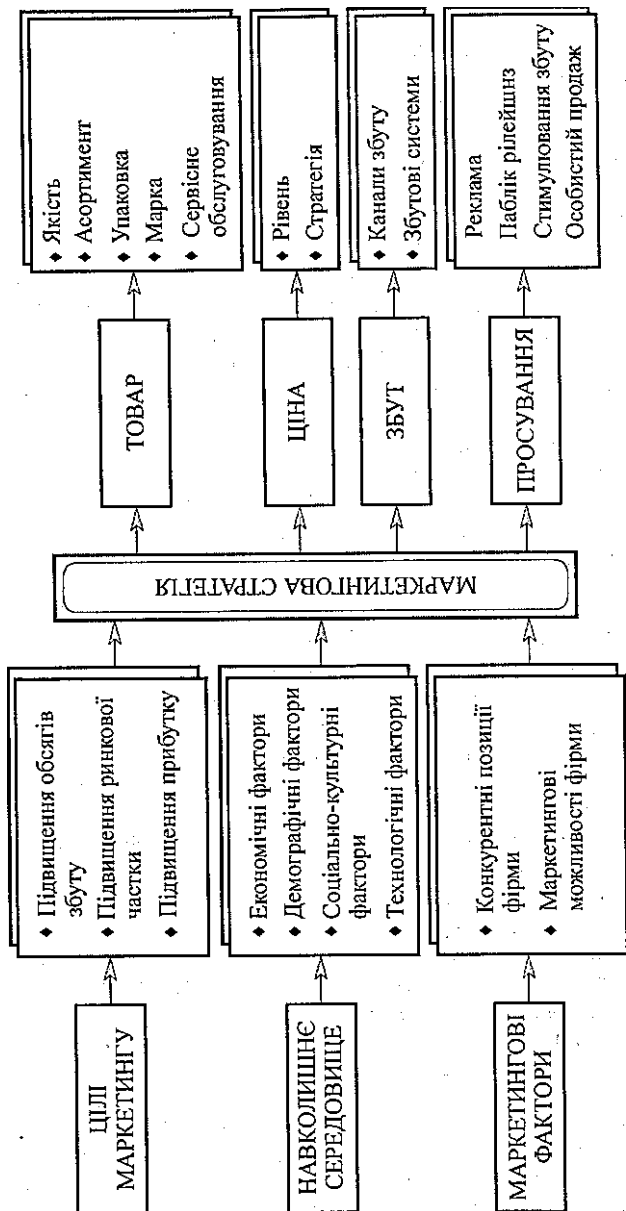 ЦІЛІ
МАРКЕТИНГУ
♦ Підвищення обсягів
збуту
♦ Підвищення ринкової
частки
♦ Підвищення прибутку
НАВКОЛИШНЄ
СЕРЕДОВИЩЕ
♦ Економічні фактори
♦ Демографічні фактори
♦ Соціально-культурні
фактори
♦ Технологічні фактори
МАРКЕТИНГОВІ
ФАКТОРИ
♦ Конкурентні позиції
фірми
♦ Маркетингові
можливості фірми
МАРКЕТИНГОВА СТРАТЕГІЯ
ТОВАР
♦ Якість
♦ Асортимент
♦ Упаковка
♦ Марка
♦ Сервісне
обслуговування
ЦІНА
♦ Рівень
♦ Стратегія
ЗБУТ
♦ Канали збуту
♦ Збутові системи
ПРОСУВАННЯ
Реклама
Паблік рілейшнз
Стимулювання збуту
Особистий продаж